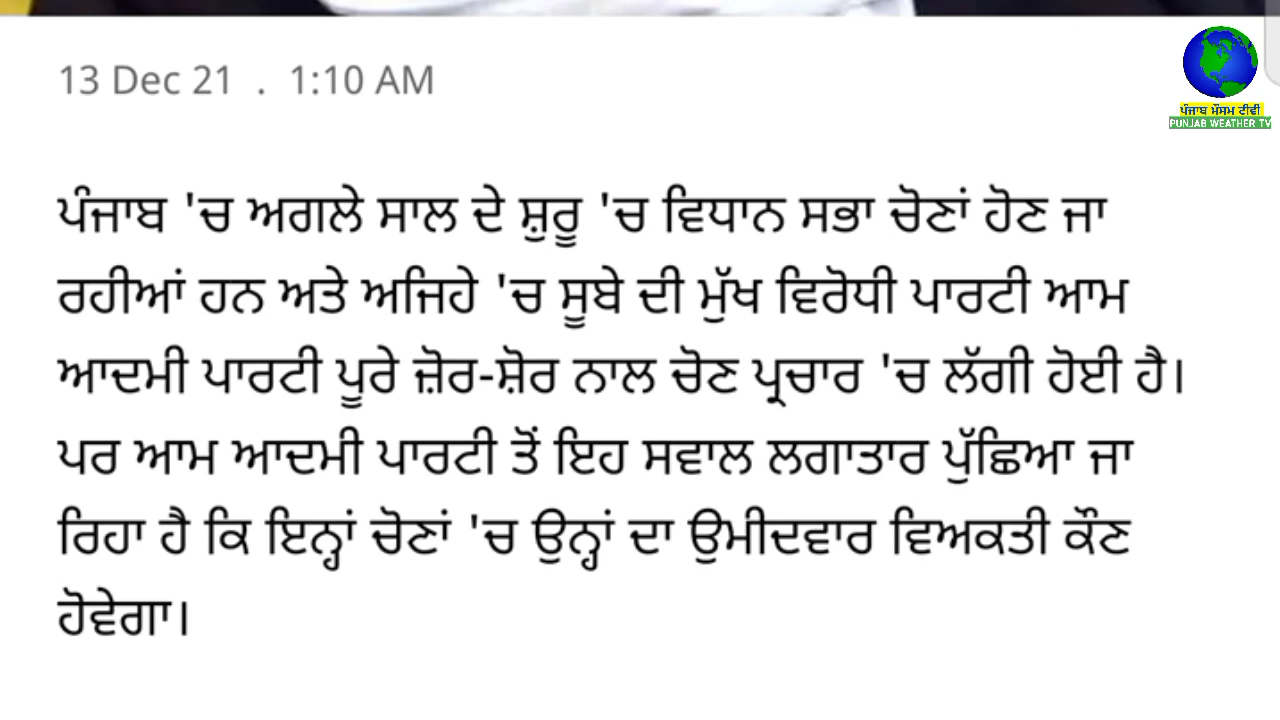 13 Dec 21 . 1:10 AM
ਪੰਜਾਬ ਮੌਸਮ ਟੀਵੀ
PUNJAB WEATHER TV
ਪੰਜਾਬ 'ਚ ਅਗਲੇ ਸਾਲ ਦੇ ਸ਼ੁਰੂ 'ਚ ਵਿਧਾਨ ਸਭਾ ਚੋਣਾਂ ਹੋਣ ਜਾ
ਰਹੀਆਂ ਹਨ ਅਤੇ ਅਜਿਹੇ 'ਚ ਸੂਬੇ ਦੀ ਮੁੱਖ ਵਿਰੋਧੀ ਪਾਰਟੀ ਆਮ
ਆਦਮੀ ਪਾਰਟੀ ਪੂਰੇ ਜ਼ੋਰ-ਸ਼ੋਰ ਨਾਲ ਚੋਣ ਪ੍ਰਚਾਰ 'ਚ ਲੱਗੀ ਹੋਈ ਹੈ।
ਪਰ ਆਮ ਆਦਮੀ ਪਾਰਟੀ ਤੋਂ ਇਹ ਸਵਾਲ ਲਗਾਤਾਰ ਪੁੱਛਿਆ ਜਾ
ਰਿਹਾ ਹੈ ਕਿ ਇਨ੍ਹਾਂ ਚੋਣਾਂ 'ਚ ਉਨ੍ਹਾਂ ਦਾ ਉਮੀਦਵਾਰ ਵਿਅਕਤੀ ਕੌਣ
ਹੋਵੇਗਾ।